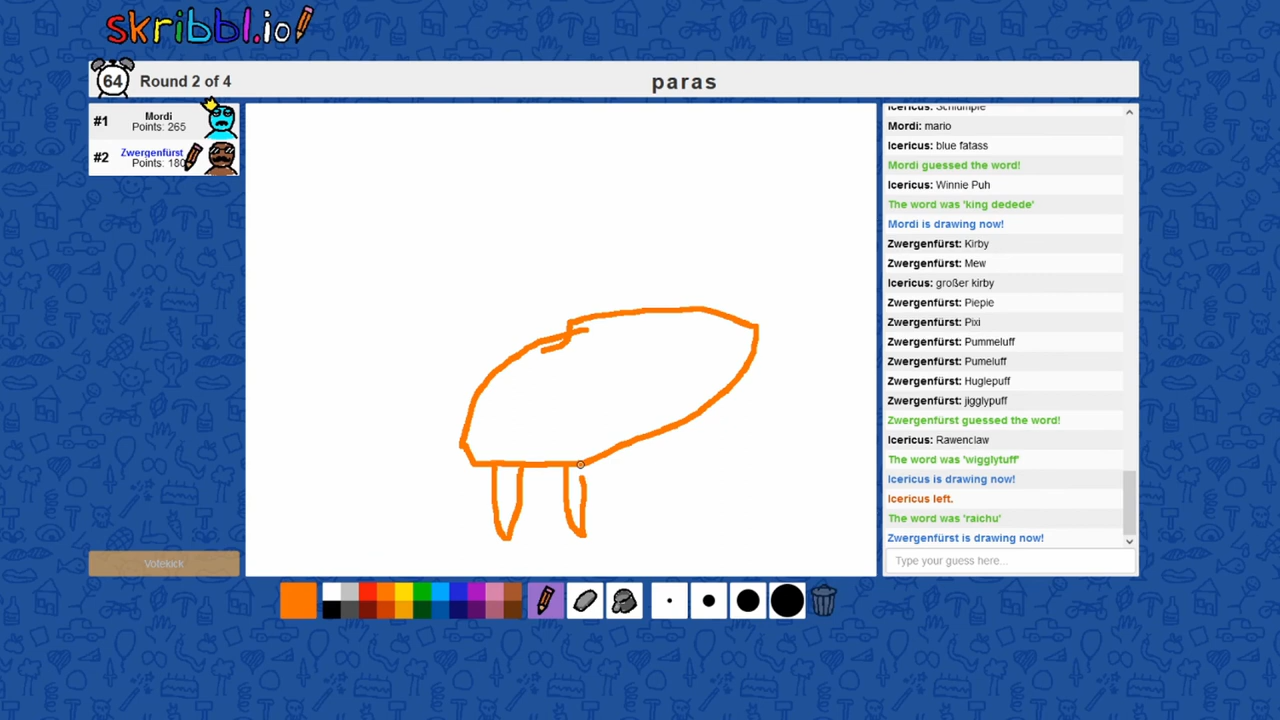 skribbl.io
64
Round 2 of 4
paras
#1
Mordi
Points: 265
#2
Zwergenfürst
Points: 180
Votekick
Icericus: Schlümpfe
Mordi: mario
Icericus: blue fatass
Mordi guessed the word!
Icericus: Winnie Puh
The word was 'king dedede'
Mordi is drawing now!
Zwergenfürst: Kirby
Zwergenfürst: Mew
Icericus: großer kirby
Zwergenfürst: Piepie
Zwergenfürst: Pixi
Zwergenfürst: Pummeluff
Zwergenfürst: Pumeluff
Zwergenfürst: Huglepuff
Zwergenfürst: jigglypuff
Zwergenfürst guessed the word!
Icericus: Rawenclaw
The word was 'wigglytuff'
Icericus is drawing now!
Icericus left.
The word was 'raichu'
Zwergenfürst is drawing now!
Type your guess here...